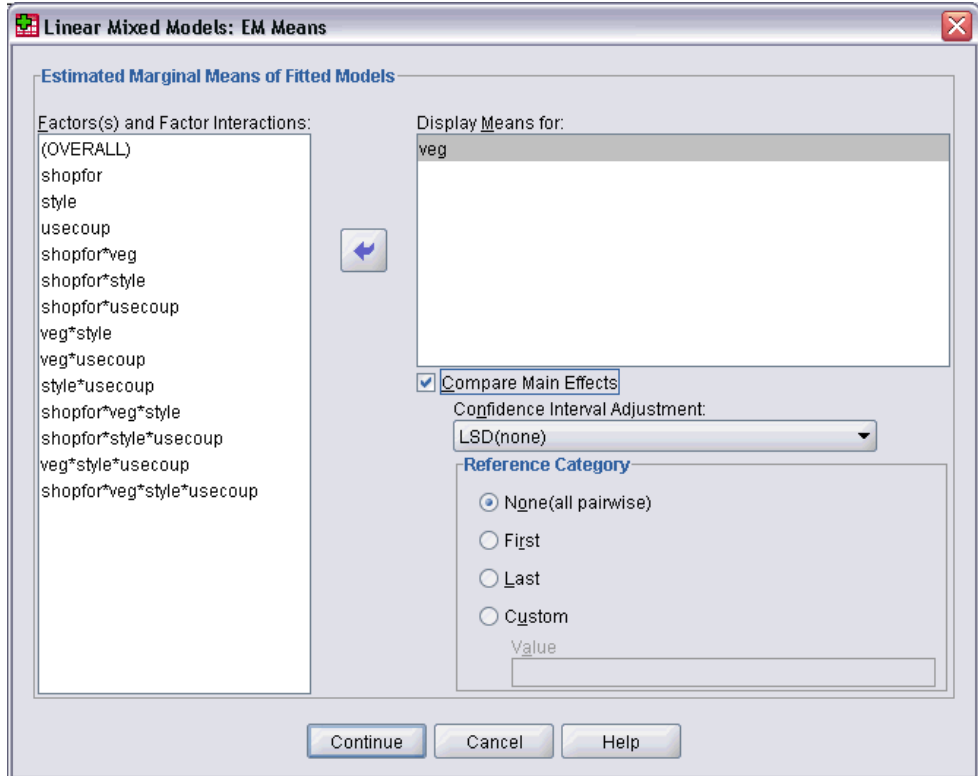 Linear Mixed Models: EM Means
Estimated Marginal Means of Fitted Models
Factors(s) and Factor Interactions:
(OVERALL)
shopfor
style
usecoup
shopfor*veg
shopfor*style
shopfor*usecoup
veg*style
veg*usecoup
style*usecoup
shopfor*veg*style
shopfor*style*usecoup
veg*style*usecoup
shopfor*veg*style*usecoup
Display Means for:
veg
Compare Main Effects
Confidence Interval Adjustment:
LSD(none)
Reference Category
None(all pairwise)
First
Last
Custom
Value
Continue
Cancel
Help